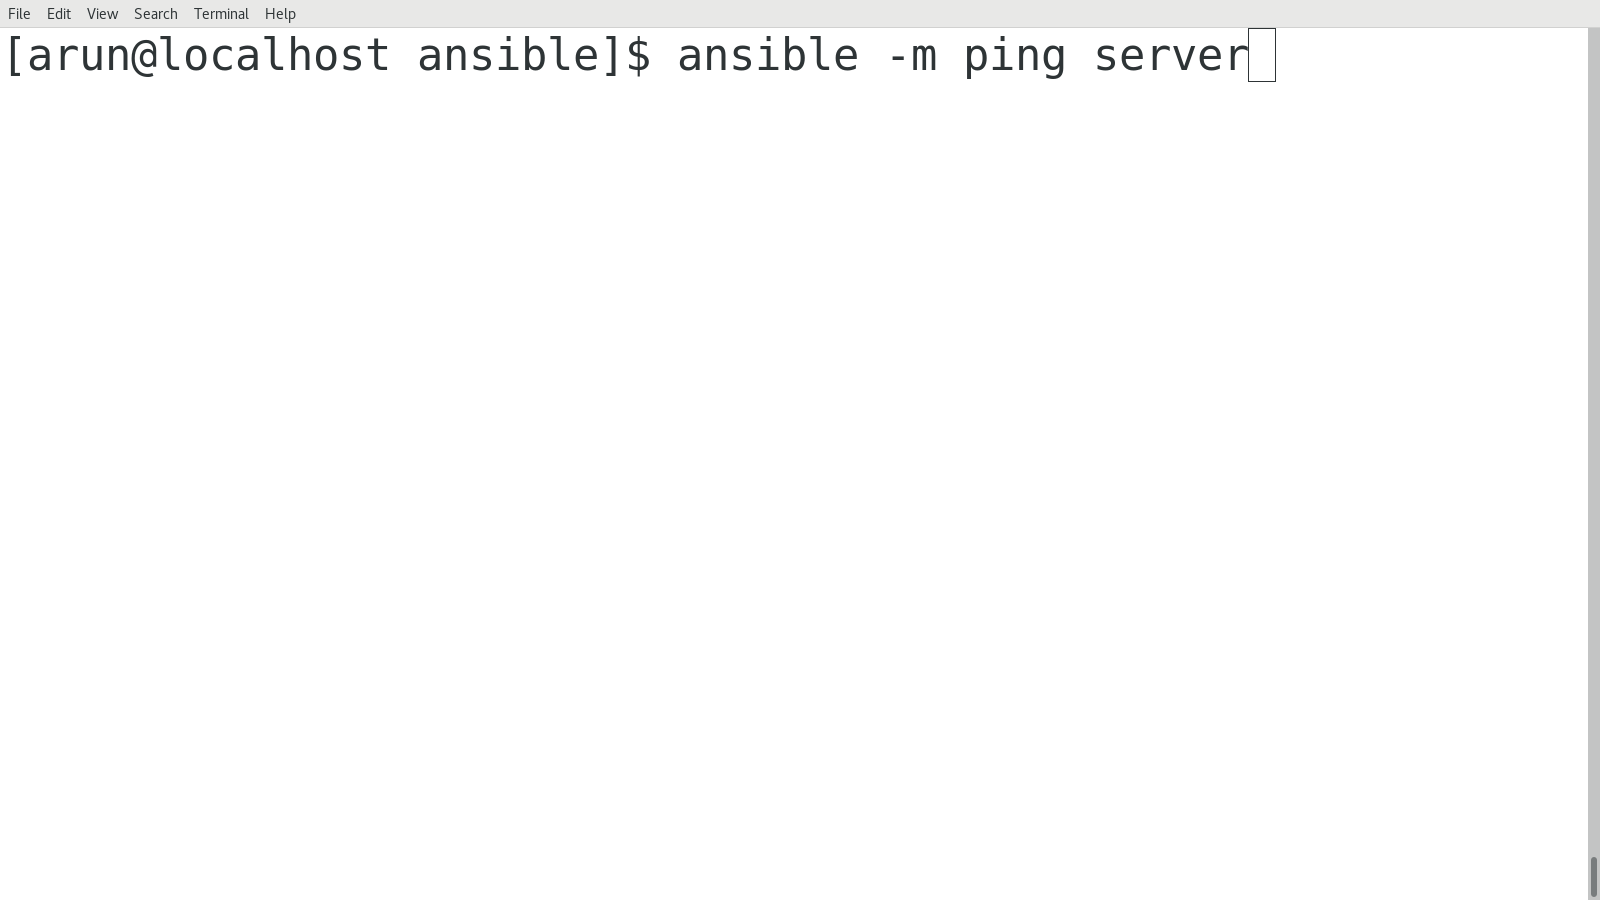 File Edit View Search Terminal Help
[arun@localhost ansible]$ ansible -m ping server